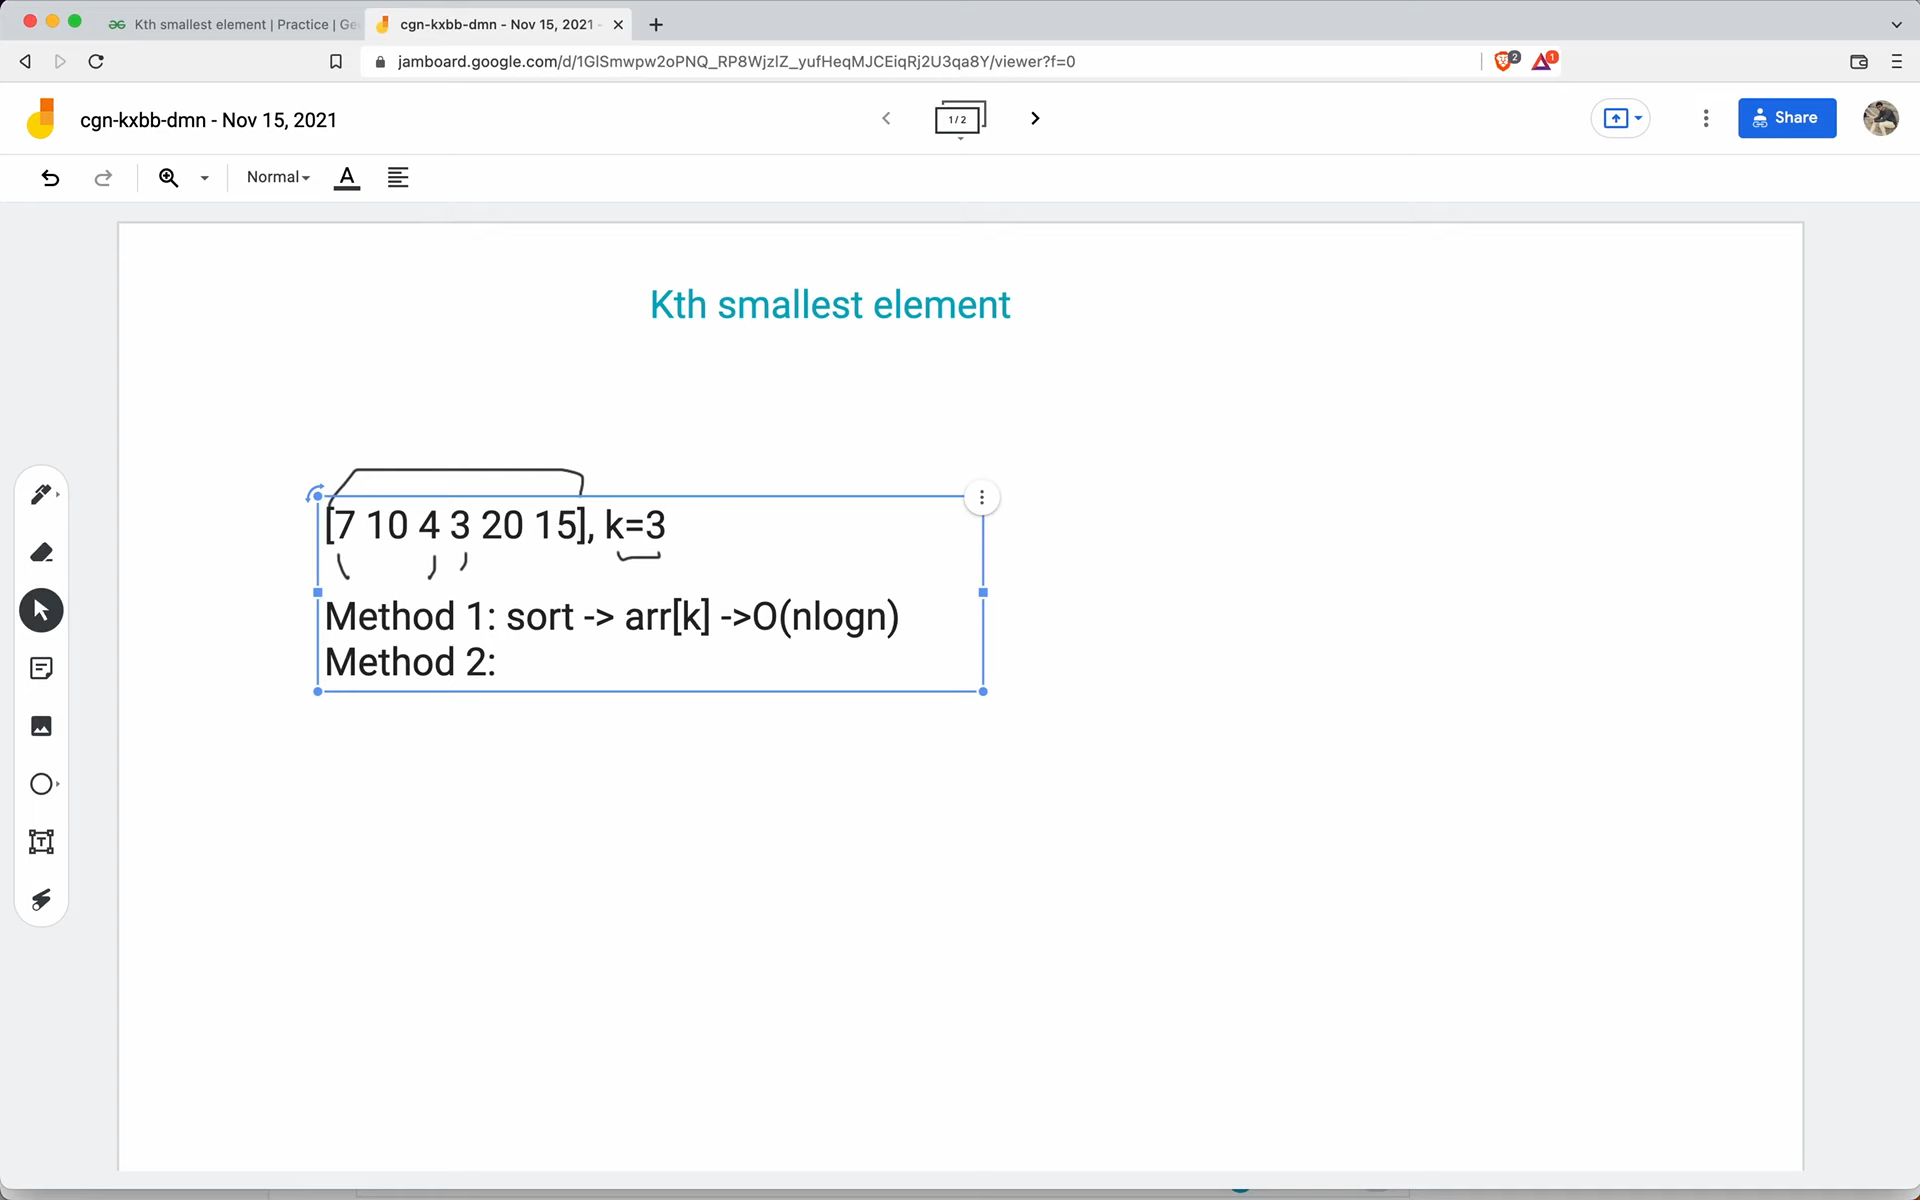 Kth smallest element | Practice | Ge
cgn-kxbb-dmn - Nov 15, 2021 -
jamboard.google.com/d/1GlSmwpw2oPNQ_RP8WjzlZ_yufHeqMJCEiqRj2U3qa8Y/viewer?f=0
2
1
cgn-kxbb-dmn - Nov 15, 2021
1 / 2
Share
Normal
Kth smallest element
[7 10 4 3 20 15], k=3
Method 1: sort -> arr[k] ->O(nlogn)
Method 2: